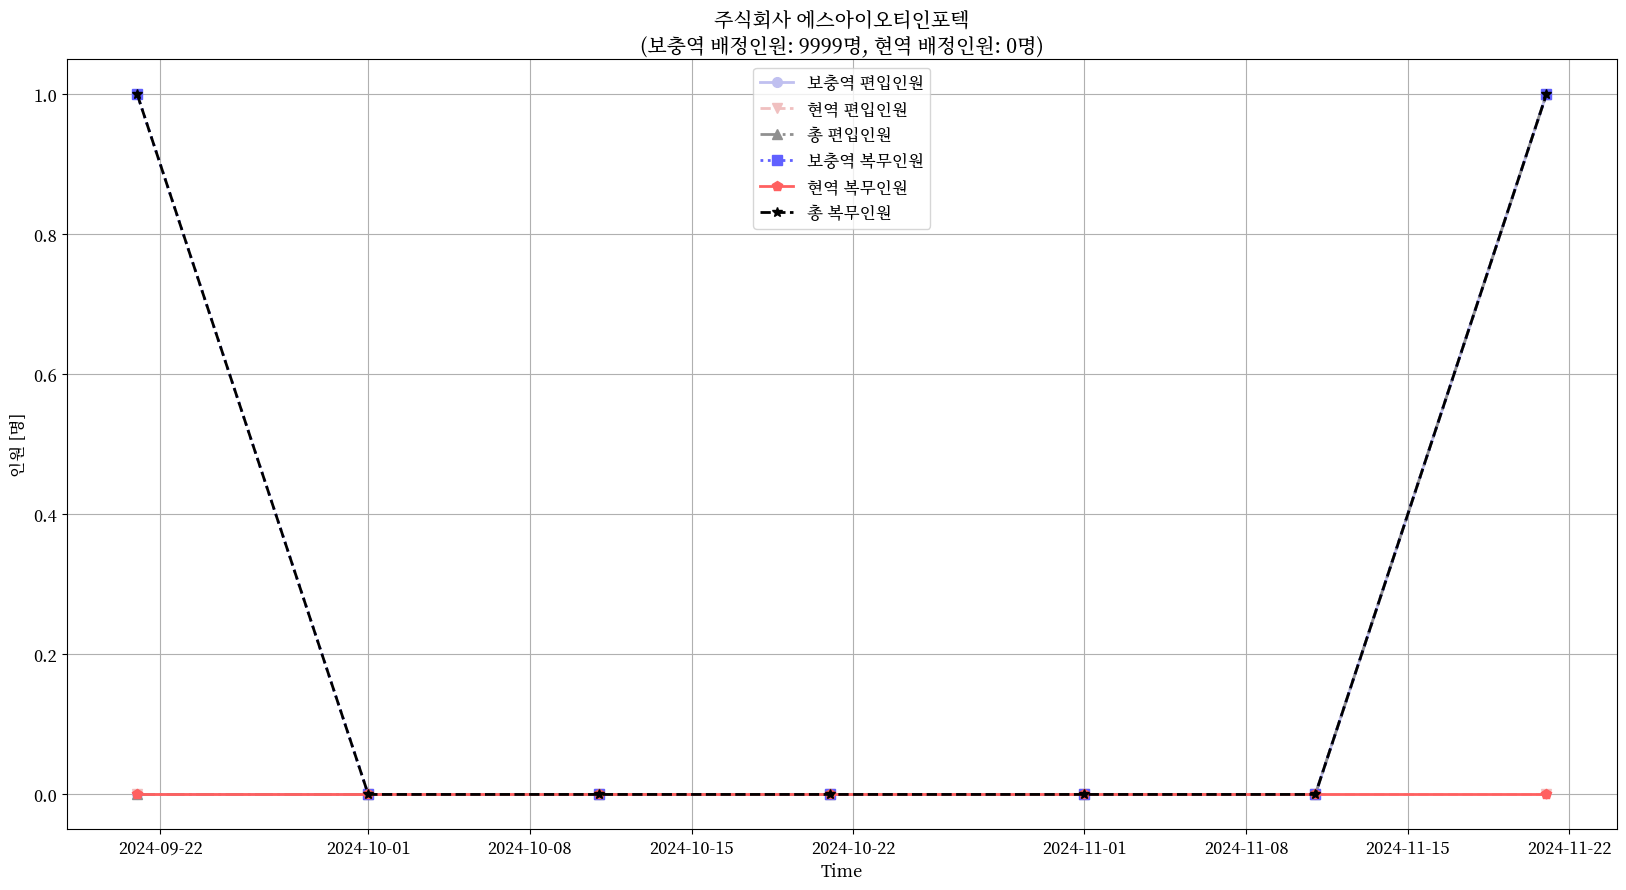 주식회사 에스아이오티인포텍
(보충역 배정인원: 9999명, 현역 배정인원: 0명)
보충역 편입인원
현역 편입인원
총 편입인원
보충역 복무인원
현역 복무인원
총 복무인원
인원 [명]
1.0
0.8
0.6
0.4
0.2
0.0
2024-09-22
2024-10-01
2024-10-08
2024-10-15
2024-10-22
2024-11-01
2024-11-08
2024-11-15
2024-11-22
Time